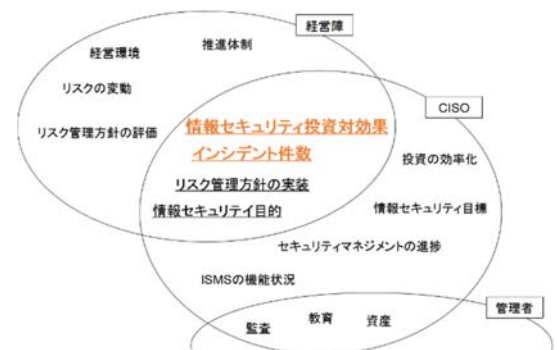 経営陣
推進体制
経営環境
リスクの変動
CISO
リスク管理方針の評価
情報セキュリティ投資対効果
インシデント件数
投資の効率化
リスク管理方針の実装
情報セキュリテイ目的
情報セキュリティ目標
セキュリティマネジメントの進捗
ISMSの機能状況
管理者
監査
教育
資産